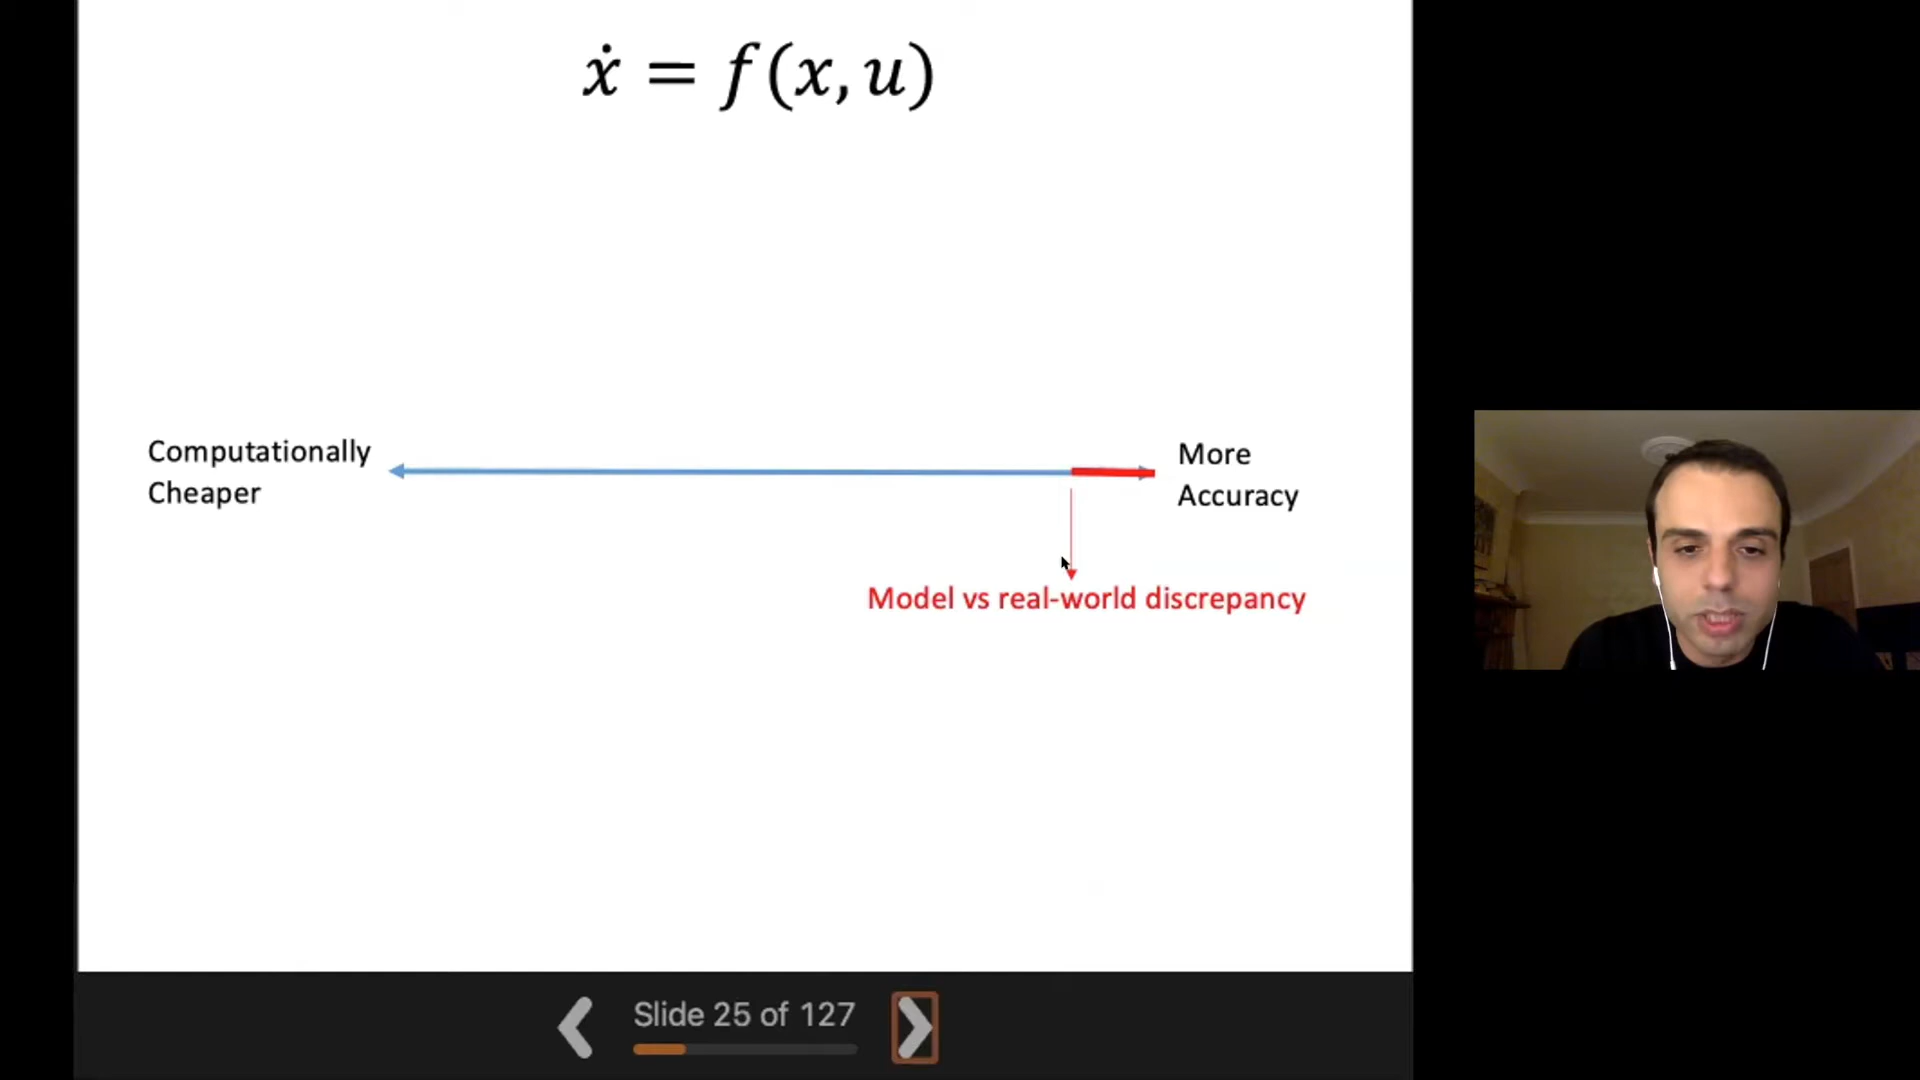 ẋ = f(x, u)
Computationally
Cheaper
More
Accuracy
Model vs real-world discrepancy
Slide 25 of 127